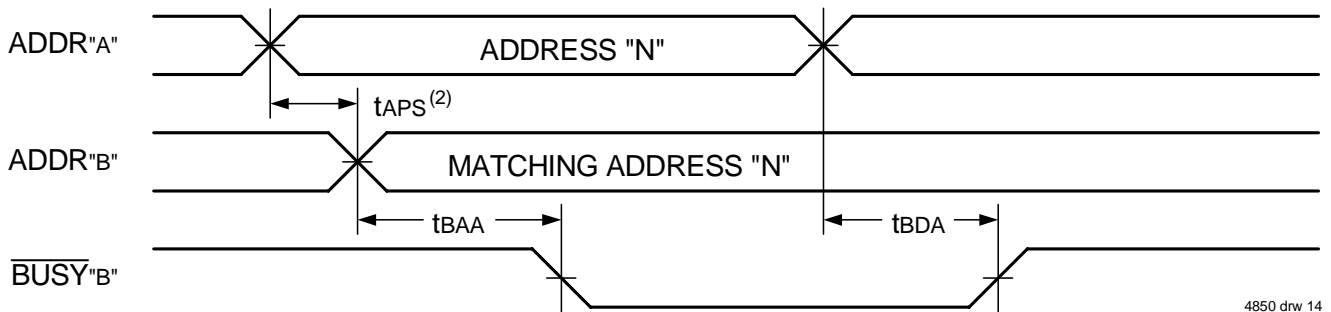 ADDR"A"
ADDRESS "N"
tAPS(2)
ADDR"B"
MATCHING ADDRESS "N"
tBAA
tBDA
BUSY"B"
4850 drw 14